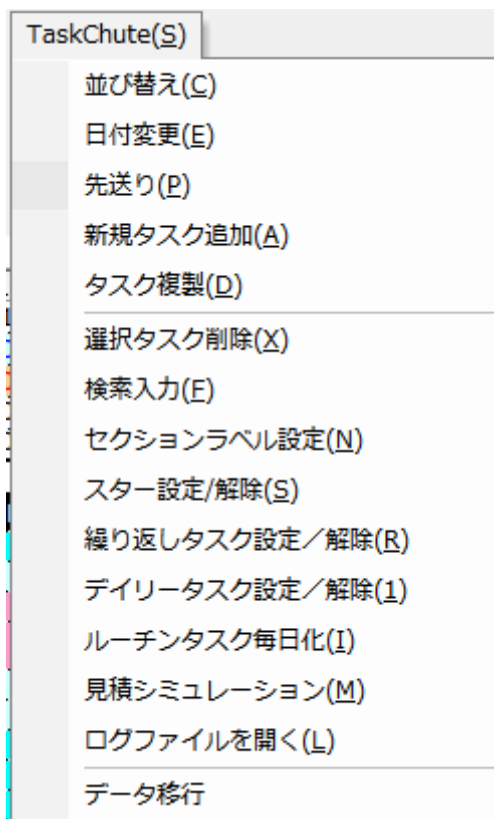 TaskChute(S)
並び替え(C)
日付変更(E)
先送り(P)
新規タスク追加(A)
タスク複製(D)
選択タスク削除(X)
検索入力(F)
セクションラベル設定(N)
スター設定/解除(S)
繰り返しタスク設定／解除(R)
デイリータスク設定／解除(1)
ルーチンタスク毎日化(I)
見積シミュレーション(M)
ログファイルを開く(L)
データ移行